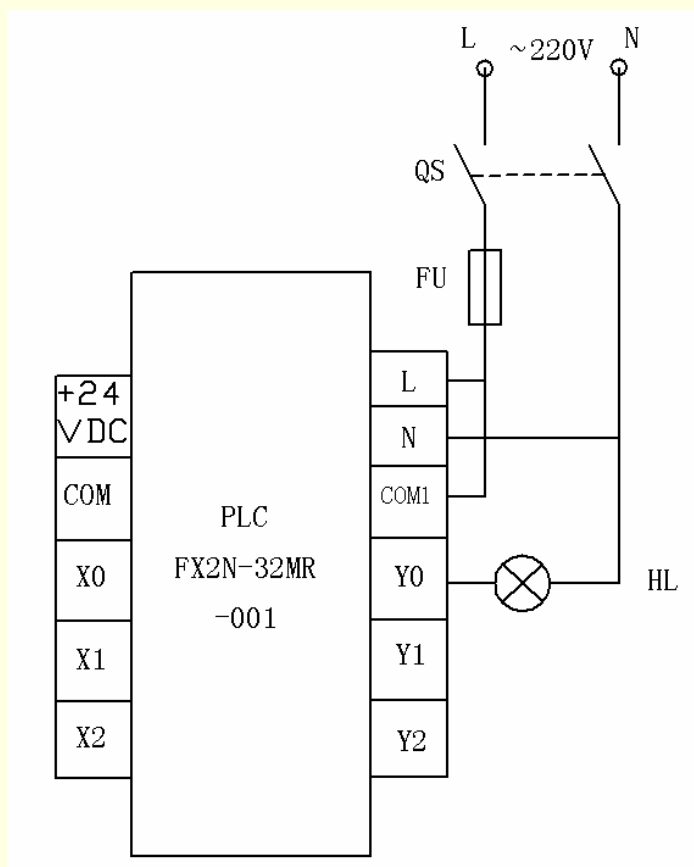 L ~220V N
QS
FU
+24
VDC
COM
X0
X1
X2
PLC
FX2N-32MR
-001
L
N
COM1
Y0
Y1
Y2
HL